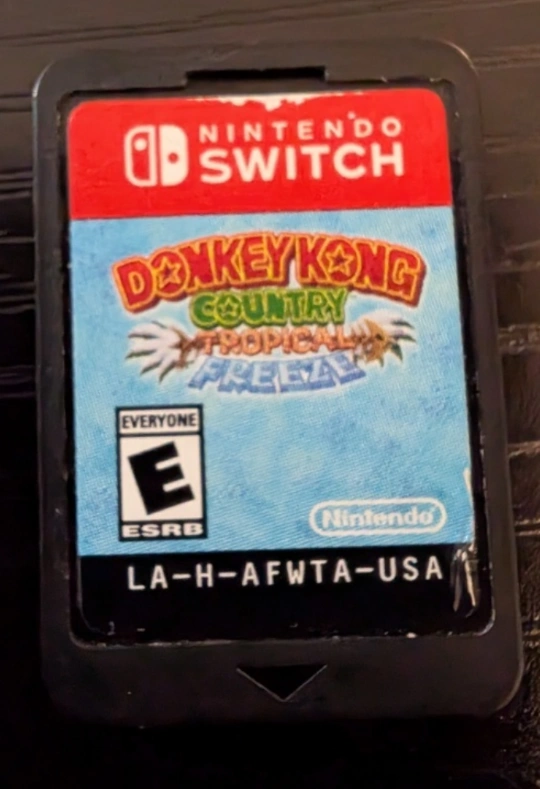 NINTENDO
SWITCH
DONKEY KONG
COUNTRY
TROPICAL
FREEZE
EVERYONE
E
ESRB
Nintendo
LA-H-AFWTA-USA